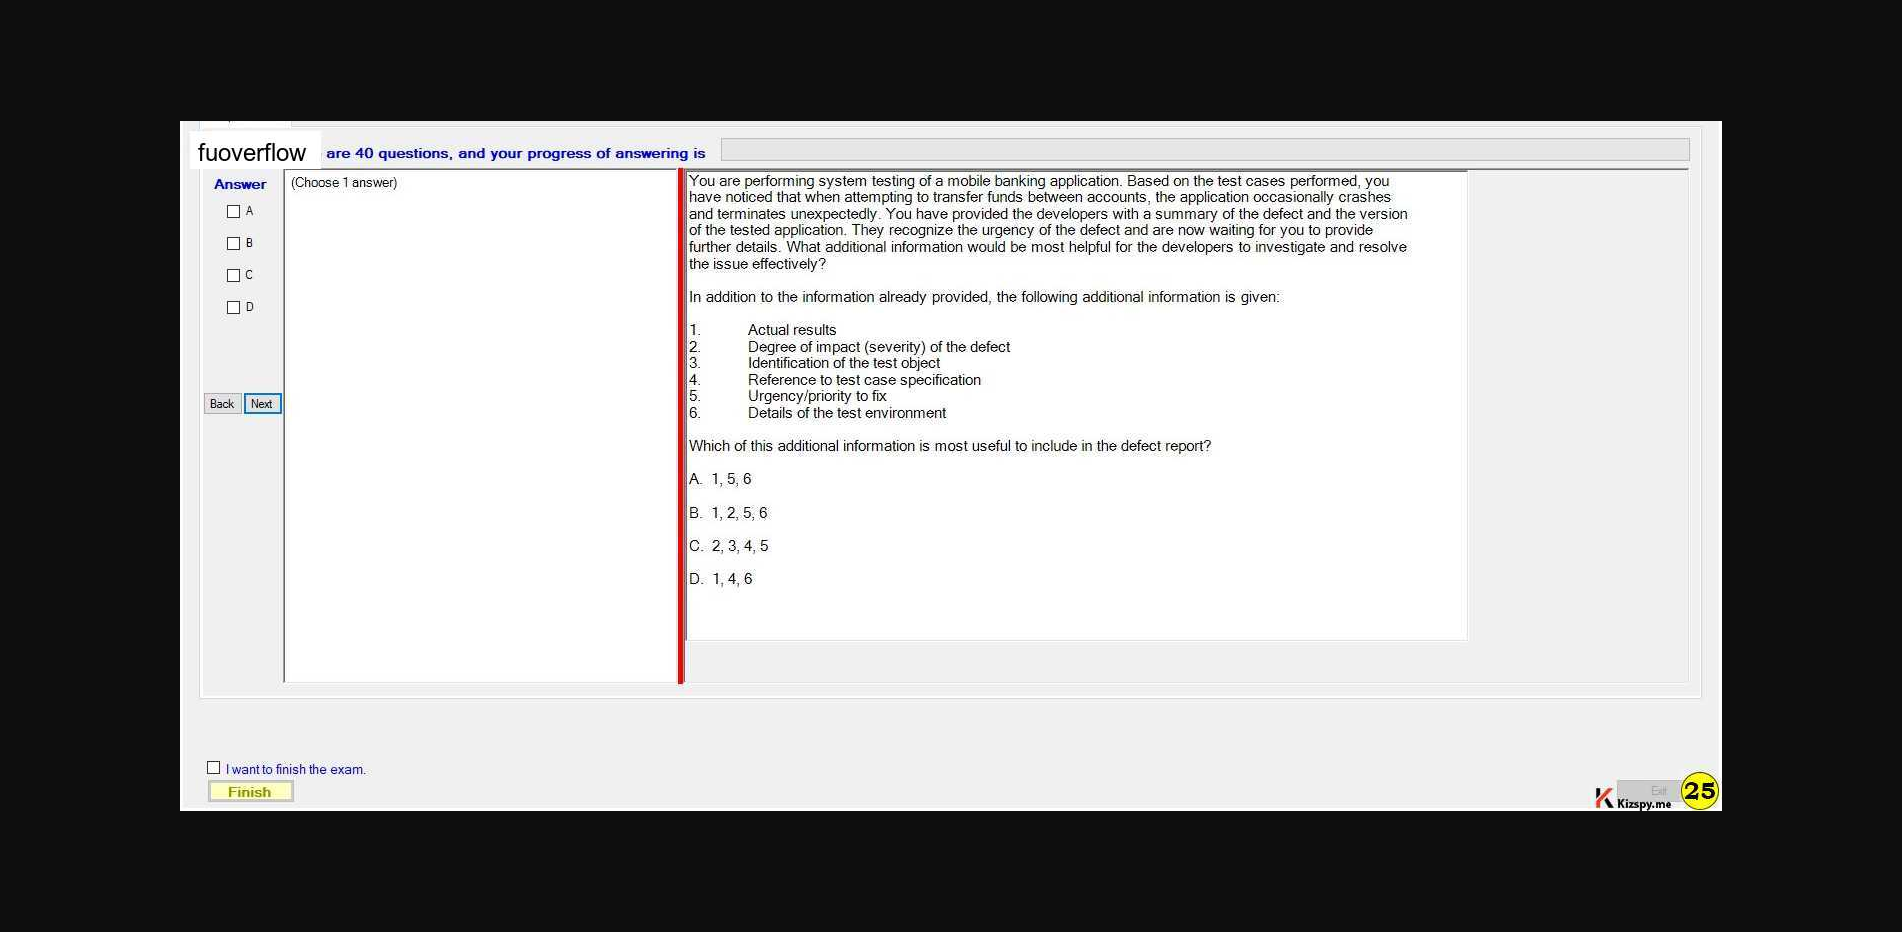 fuoverflow are 40 questions, and your progress of answering is
Answer
A
B
C
D
Back Next
(Choose 1 answer)
You are performing system testing of a mobile banking application. Based on the test cases performed, you
have noticed that when attempting to transfer funds between accounts, the application occasionally crashes
and terminates unexpectedly. You have provided the developers with a summary of the defect and the version
of the tested application. They recognize the urgency of the defect and are now waiting for you to provide
further details. What additional information would be most helpful for the developers to investigate and resolve
the issue effectively?
In addition to the information already provided, the following additional information is given:
1. Actual results
2. Degree of impact (severity) of the defect
3. Identification of the test object
4. Reference to test case specification
5. Urgency/priority to fix
6. Details of the test environment
Which of this additional information is most useful to include in the defect report?
A. 1, 5, 6
B. 1, 2, 5, 6
C. 2, 3, 4, 5
D. 1, 4, 6
I want to finish the exam.
Finish
Exit
Kizspy.me
25